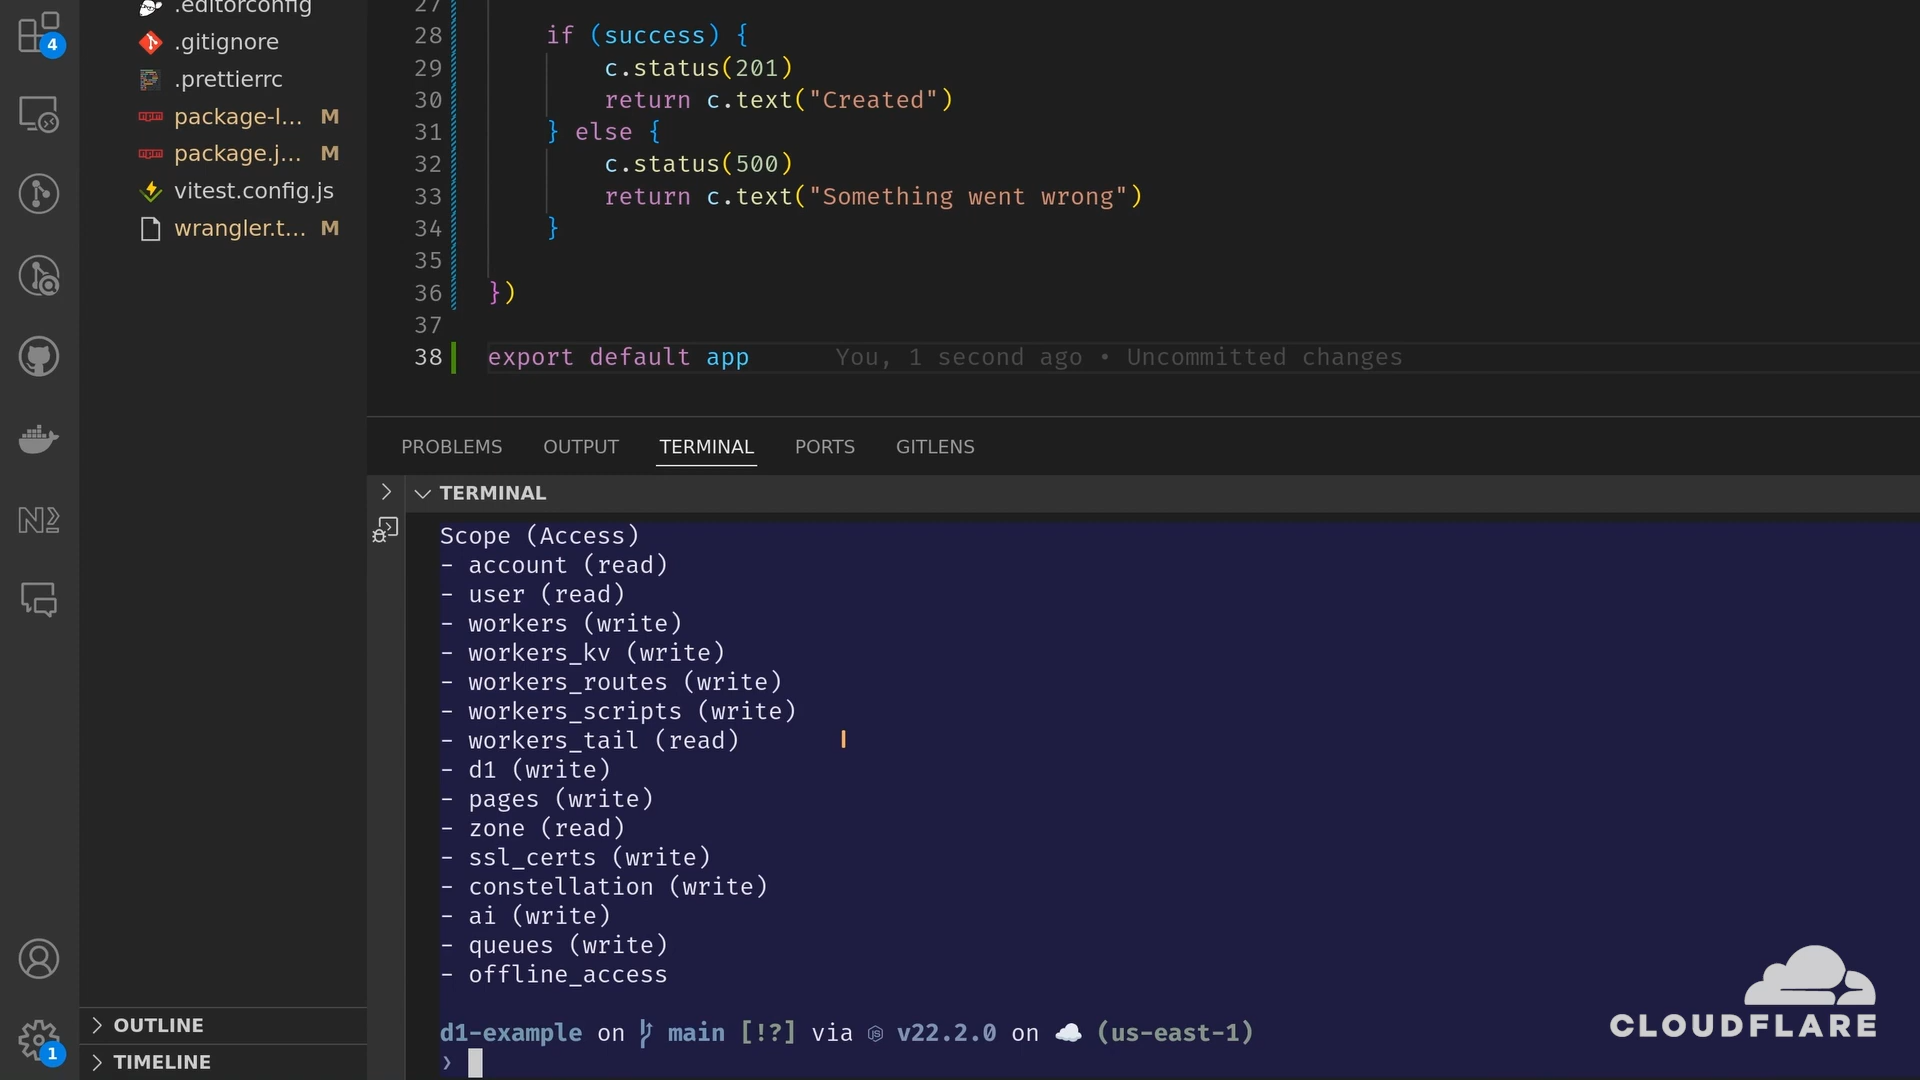 4
.editorconfig
.gitignore
.prettierrc
package-l... M
package.j... M
vitest.config.js
wrangler.t... M
27
28 if (success) {
29 c.status(201)
30 return c.text("Created")
31 } else {
32 c.status(500)
33 return c.text("Something went wrong")
34 }
35
36 })
37
38 export default app You, 1 second ago • Uncommitted changes
PROBLEMS OUTPUT TERMINAL PORTS GITLENS
TERMINAL
Scope (Access)
- account (read)
- user (read)
- workers (write)
- workers_kv (write)
- workers_routes (write)
- workers_scripts (write)
- workers_tail (read)
- d1 (write)
- pages (write)
- zone (read)
- ssl_certs (write)
- constellation (write)
- ai (write)
- queues (write)
- offline_access
d1-example on main [!?] via v22.2.0 on (us-east-1)
❯
OUTLINE
TIMELINE
1
CLOUDFLARE